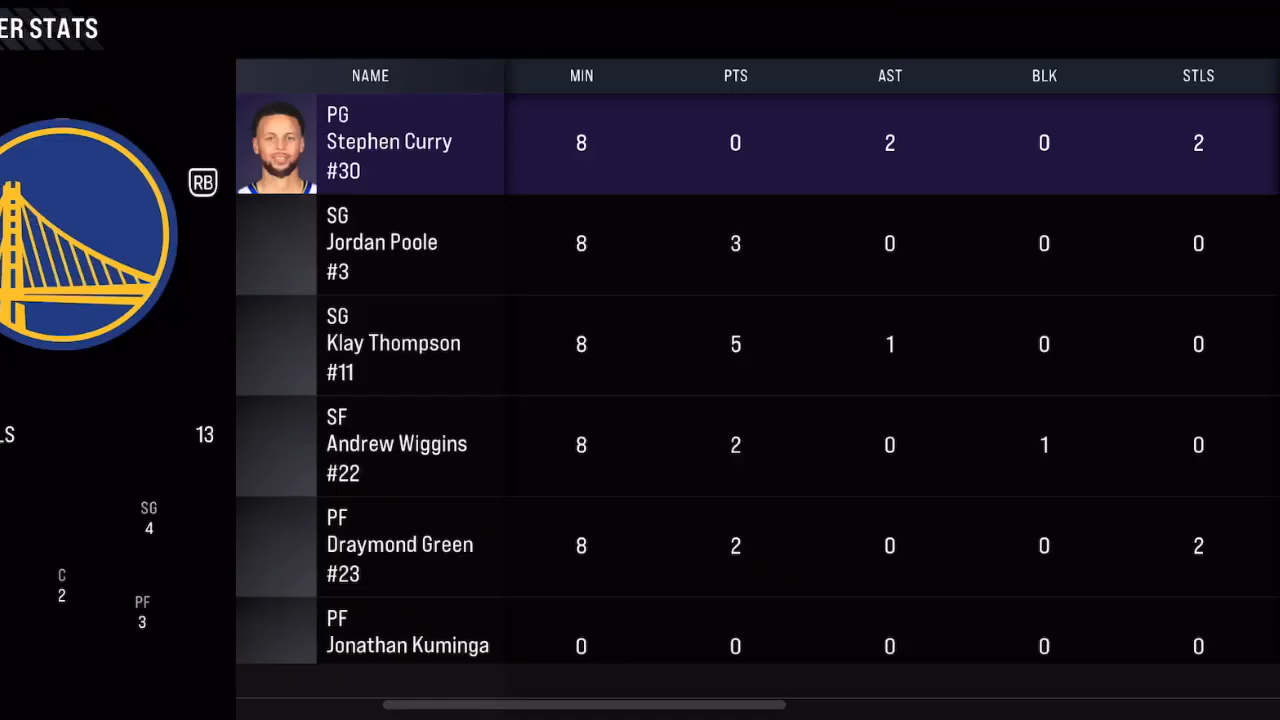 ER STATS
NAME MIN PTS AST BLK STLS
PG
Stephen Curry 8 0 2 0 2
#30
RB
SG
Jordan Poole 8 3 0 0 0
#3
SG
Klay Thompson 8 5 1 0 0
#11
SF
Andrew Wiggins 8 2 0 1 0
#22
LS 13
PF
Draymond Green 8 2 0 0 2
#23
SG
4
C
2
PF
3
PF
Jonathan Kuminga 0 0 0 0 0